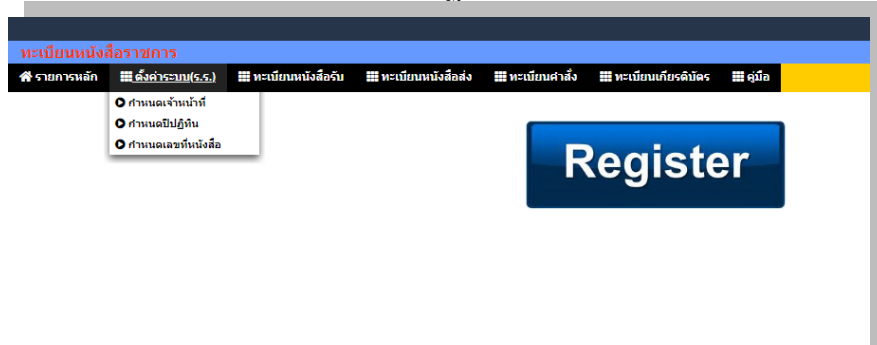 ทะเบียนหนังสือราชการ
รายการหลัก ตั้งค่าระบบ(ร.ร.) ทะเบียนหนังสือรับ ทะเบียนหนังสือส่ง ทะเบียนคำสั่ง ทะเบียนเกียรติบัตร คู่มือ
กำหนดเจ้าหน้าที่
กำหนดปีปฏิทิน
กำหนดเลขที่หนังสือ
Register